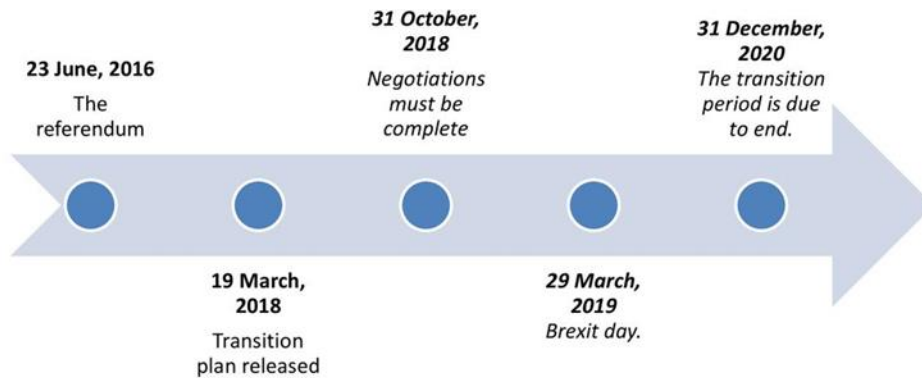 23 June, 2016
The
referendum
19 March,
2018
Transition
plan released
31 October,
2018
Negotiations
must be
complete
29 March,
2019
Brexit day.
31 December,
2020
The transition
period is due
to end.